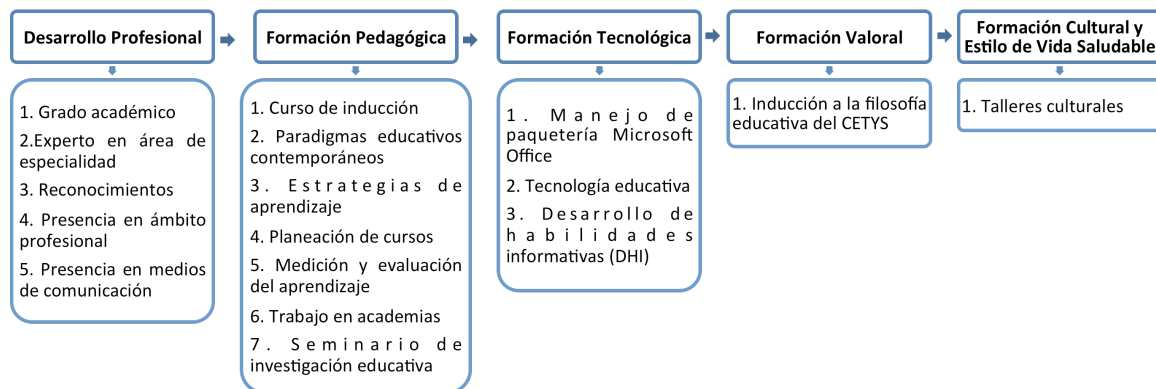 Desarrollo Profesional
1. Grado académico
2.Experto en área de
especialidad
3. Reconocimientos
4. Presencia en ámbito
profesional
5. Presencia en medios
de comunicación
Formación Pedagógica
1. Curso de inducción
2. Paradigmas educativos
contemporáneos
3. Estrategias de
aprendizaje
4. Planeación de cursos
5. Medición y evaluación
del aprendizaje
6. Trabajo en academias
7. Seminario de
investigación educativa
Formación Tecnológica
1. Manejo de
paquetería Microsoft
Office
2. Tecnología educativa
3. Desarrollo de
habilidades
informativas (DHI)
Formación Valoral
1. Inducción a la filosofía
educativa del CETYS
Formación Cultural y
Estilo de Vida Saludable
1. Talleres culturales